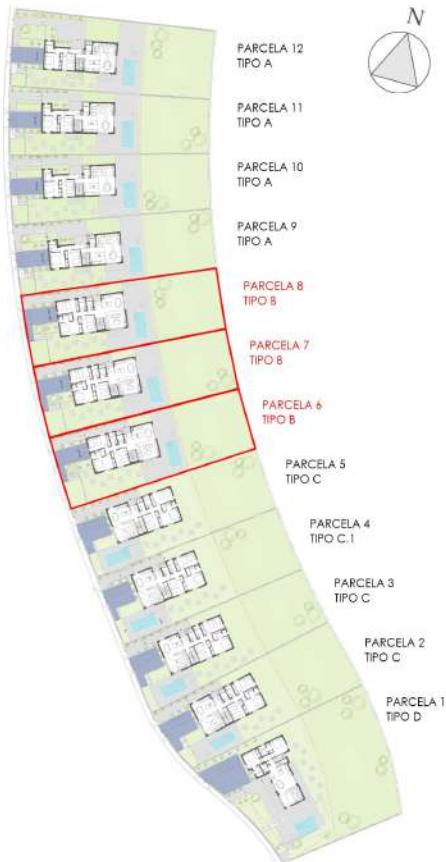 N
PARCELA 12
TIPO A
PARCELA 11
TIPO A
PARCELA 10
TIPO A
PARCELA 9
TIPO A
PARCELA 8
TIPO B
PARCELA 7
TIPO B
PARCELA 6
TIPO B
PARCELA 5
TIPO C
PARCELA 4
TIPO C.1
PARCELA 3
TIPO C
PARCELA 2
TIPO C
PARCELA 1
TIPO D